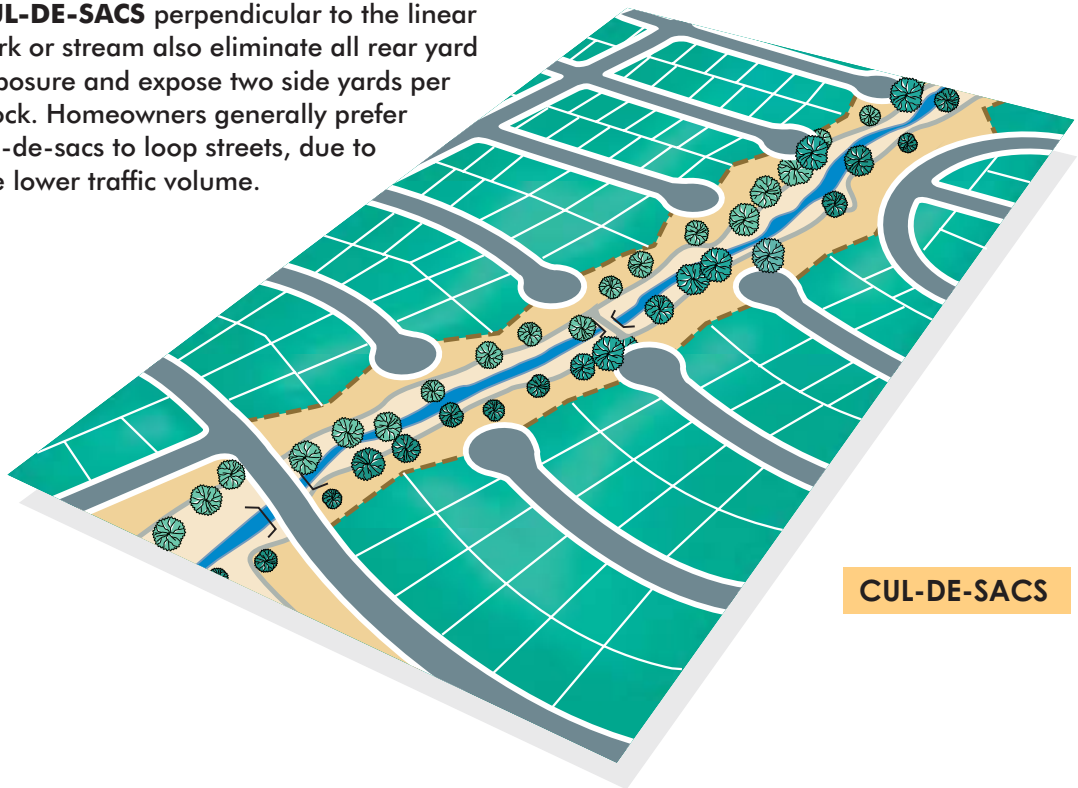 UL-DE-SACS perpendicular to the linear
rk or stream also eliminate all rear yard
posure and expose two side yards per
ock. Homeowners generally prefer
-de-sacs to loop streets, due to
e lower traffic volume.
CUL-DE-SACS